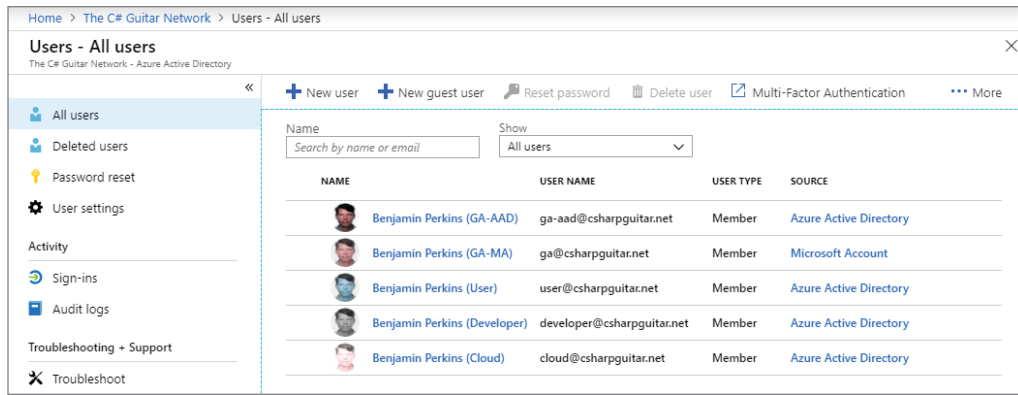 Home > The C# Guitar Network > Users - All users
Users - All users
The C# Guitar Network - Azure Active Directory
New user New guest user Reset password Delete user Multi-Factor Authentication More
All users
Deleted users
Password reset
User settings
Activity
Sign-ins
Audit logs
Troubleshooting + Support
Troubleshoot
Name Show
Search by name or email All users
NAME USER NAME USER TYPE SOURCE
Benjamin Perkins (GA-AAD) ga-aad@csharpguitar.net Member Azure Active Directory
Benjamin Perkins (GA-MA) ga@csharpguitar.net Member Microsoft Account
Benjamin Perkins (User) user@csharpguitar.net Member Azure Active Directory
Benjamin Perkins (Developer) developer@csharpguitar.net Member Azure Active Directory
Benjamin Perkins (Cloud) cloud@csharpguitar.net Member Azure Active Directory